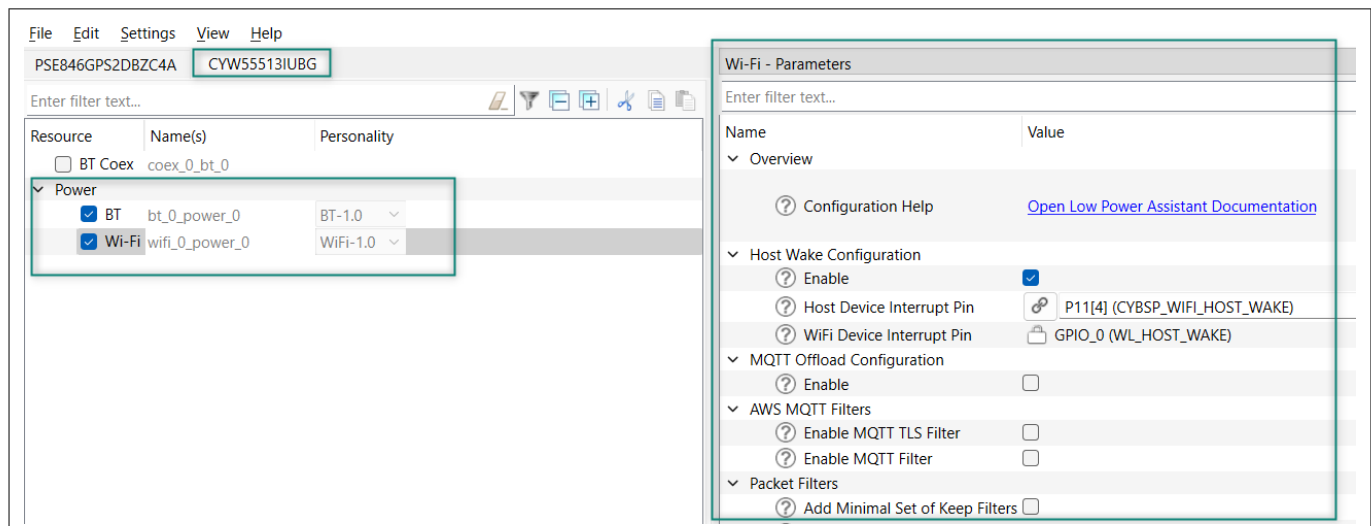 File Edit Settings View Help
PSE846GPS2DBZC4A CYW55513IUBG
Enter filter text...
Resource Name(s) Personality
BT Coex coex_0_bt_0
Power
BT bt_0_power_0 BT-1.0
Wi-Fi wifi_0_power_0 WiFi-1.0
Wi-Fi - Parameters
Enter filter text...
Name Value
Overview
Configuration Help Open Low Power Assistant Documentation
Host Wake Configuration
Enable
Host Device Interrupt Pin P11[4] (CYBSP_WIFI_HOST_WAKE)
WiFi Device Interrupt Pin GPIO_0 (WL_HOST_WAKE)
MQTT Offload Configuration
Enable
AWS MQTT Filters
Enable MQTT TLS Filter
Enable MQTT Filter
Packet Filters
Add Minimal Set of Keep Filters